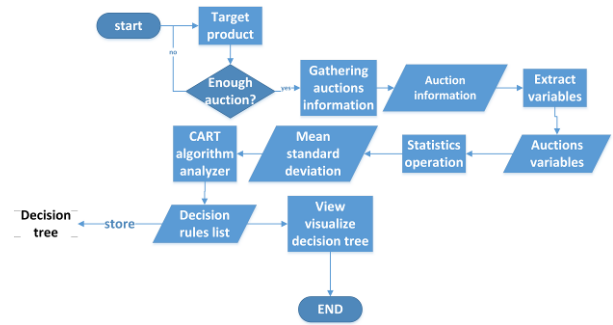 start
Target
product
no
Enough
auction?
yes
Gathering
auctions
information
Auction
information
Extract
variables
CART
algorithm
analyzer
Mean
standard
deviation
Statistics
operation
Auctions
variables
Decision
tree
store
Decision
rules list
View
visualize
decision tree
END